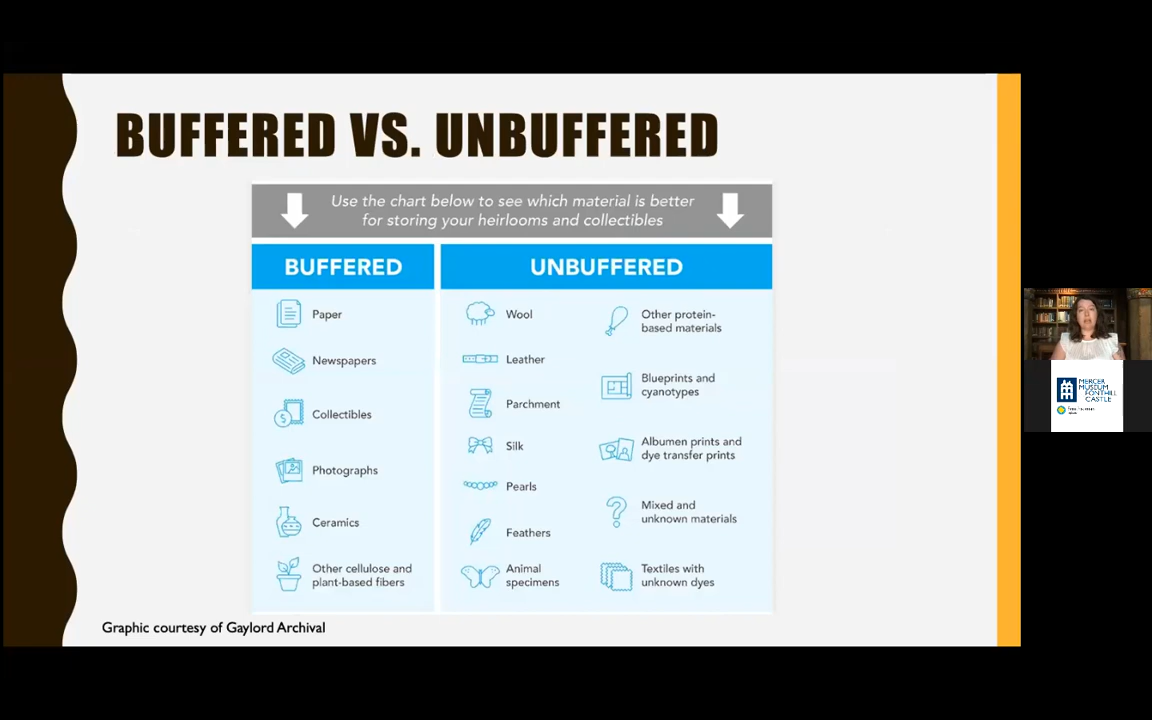 BUFFERED VS. UNBUFFERED
Use the chart below to see which material is better
for storing your heirlooms and collectibles
BUFFERED
UNBUFFERED
Paper
Newspapers
Collectibles
Photographs
Ceramics
Other cellulose and
plant-based fibers
Wool
Leather
Parchment
Silk
Pearls
Feathers
Animal
specimens
Other protein-
based materials
Blueprints and
cyanotypes
Albumen prints and
dye transfer prints
Mixed and
unknown materials
Textiles with
unknown dyes
Graphic courtesy of Gaylord Archival
MERCER
MUSEUM
FONTHILL
CASTLE